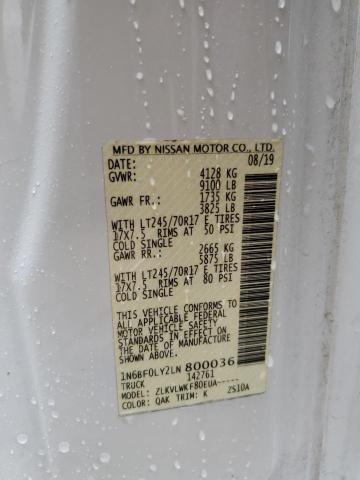 MFD BY NISSAN MOTOR CO., LTD.
DATE: 08/19
GVWR: 4128 KG
9100 LB
GAWR FR.: 1735 KG
3825 LB
WITH LT245/70R17 E TIRES
17X7.5 RIMS AT 50 PSI
COLD SINGLE
GAWR RR.: 2665 KG
5875 LB
WITH LT245/70R17 E TIRES
17X7.5 RIMS AT 80 PSI
COLD SINGLE
THIS VEHICLE CONFORMS TO
ALL APPLICABLE FEDERAL
MOTOR VEHICLE SAFETY
STANDARDS IN EFFECT ON
THE DATE OF MANUFACTURE
SHOWN ABOVE.
1N6BF0LY2LN 800036
TRUCK 142761
MODEL: ZLKVLWKF80EUA-----
COLOR: QAK TRIM: K ZS10A